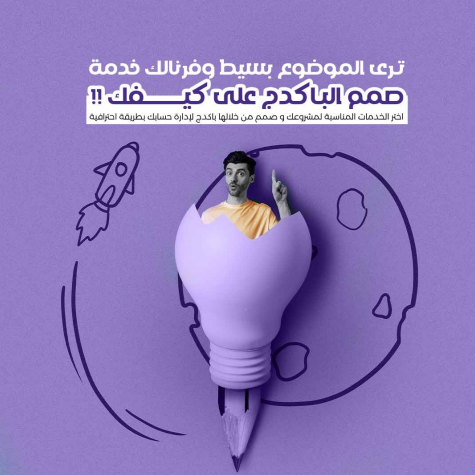 ترى الموضوع بسيط وفرنالك خدمة
صمم الباكدج على كيـــفك !!
اختر الخدمات المناسبة لمشروعك و صمم من خلالها باكدج لإدارة حسابك بطريقة احترافية